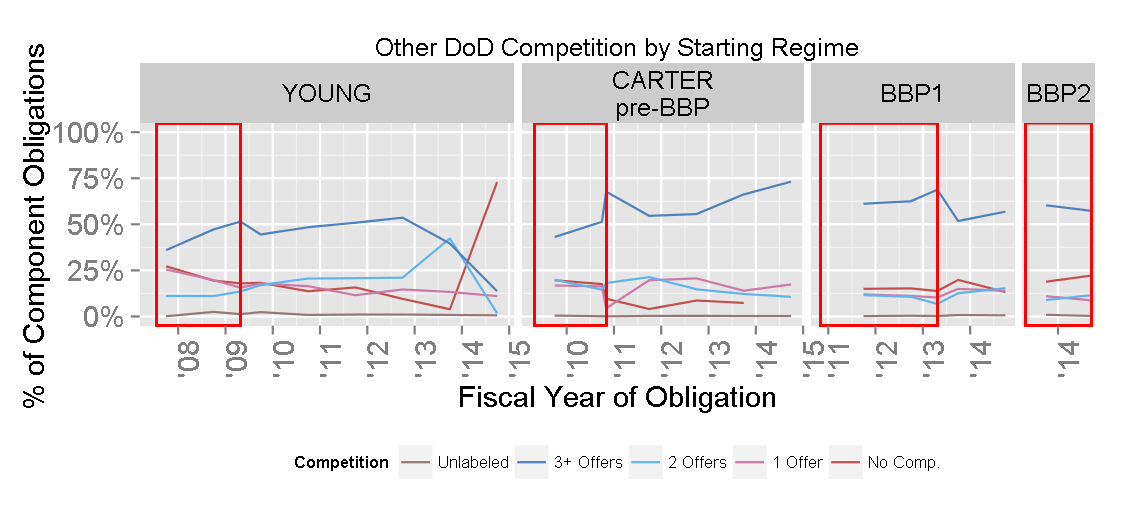 Other DoD Competition by Starting Regime
YOUNG
CARTER
pre-BBP
BBP1
BBP2
% of Component Obligations
100%
75%
50%
25%
0%
'08 '09 '10 '11 '12 '13 '14 '15
'10 '11 '12 '13 '14 '15
'11 '12 '13 '14
'14
Fiscal Year of Obligation
Competition Unlabeled 3+ Offers 2 Offers 1 Offer No Comp.